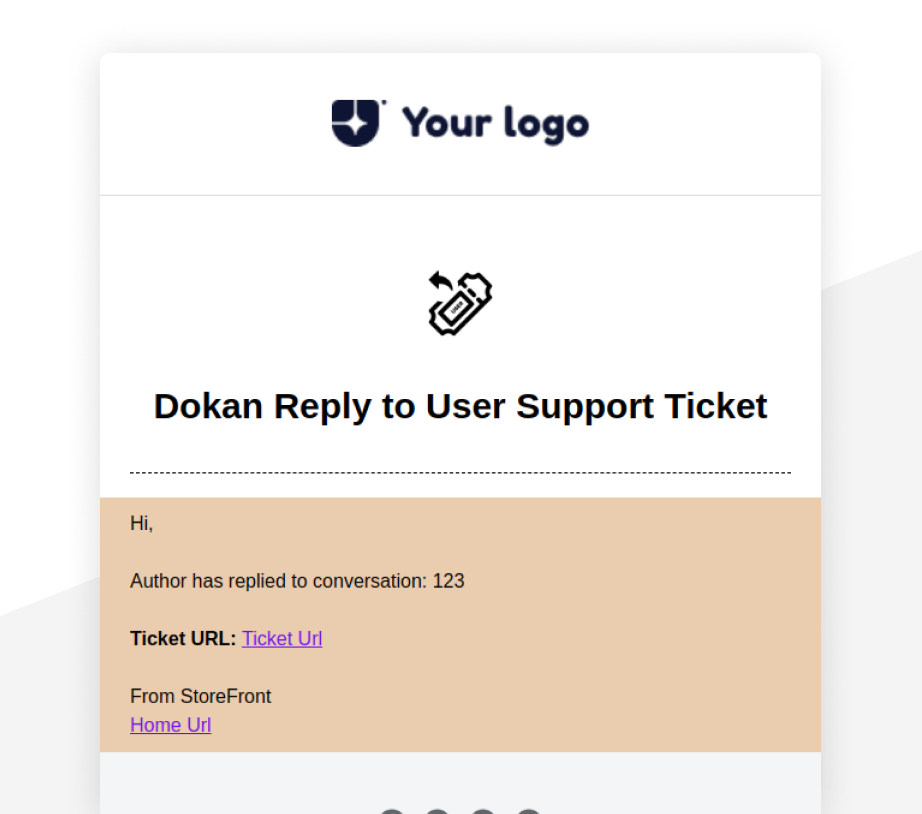 Your logo
USER
Dokan Reply to User Support Ticket
Hi,
Author has replied to conversation: 123
Ticket URL: Ticket Url
From StoreFront
Home Url